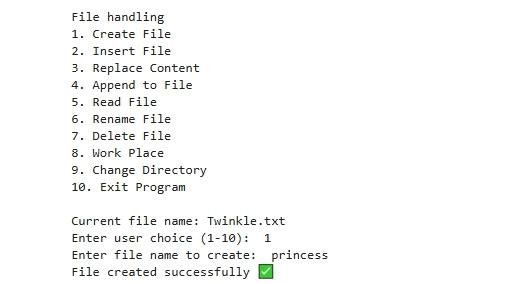 File handling
1. Create File
2. Insert File
3. Replace Content
4. Append to File
5. Read File
6. Rename File
7. Delete File
8. Work Place
9. Change Directory
10. Exit Program
Current file name: Twinkle.txt
Enter user choice (1-10):  1
Enter file name to create:  princess
File created successfully ✅